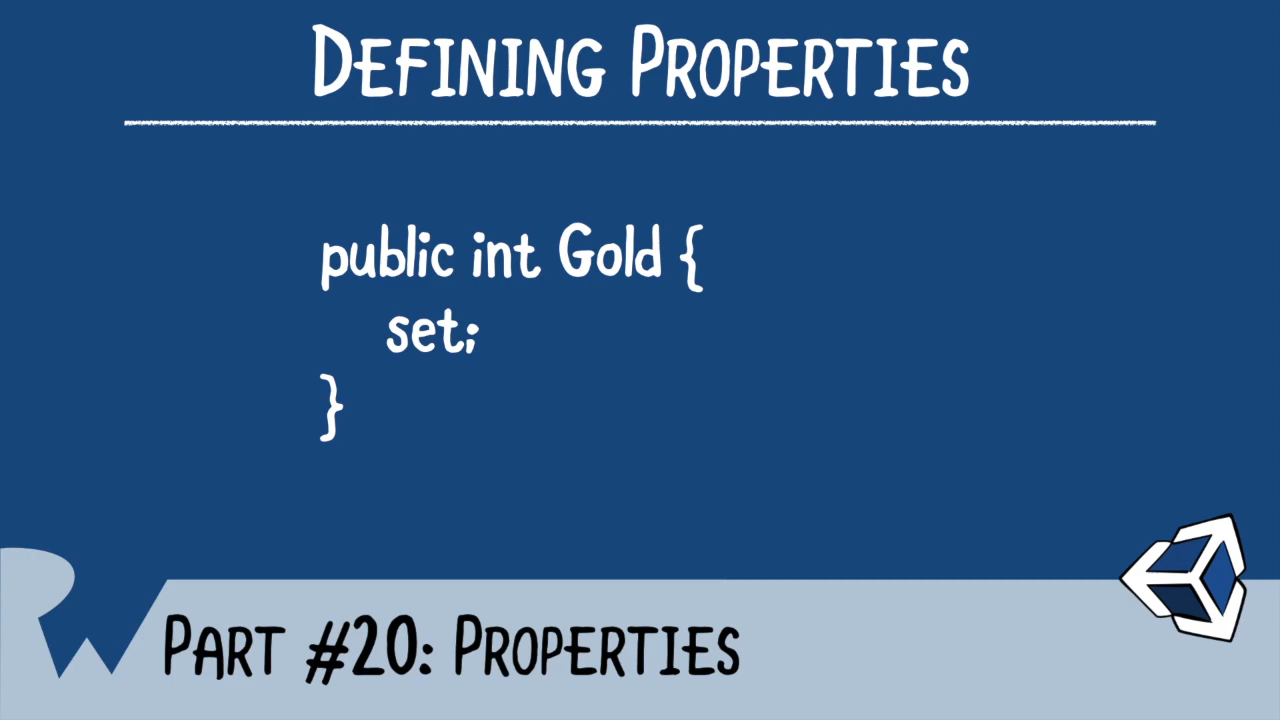 Defining Properties
public int Gold {
set;
}
Part #20: Properties